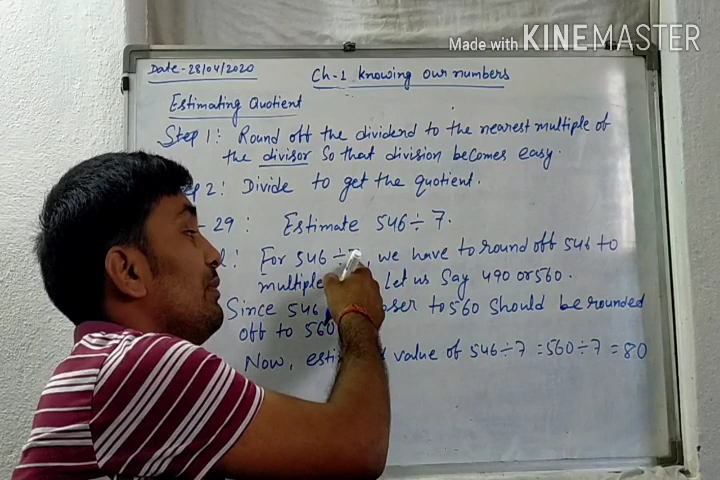 Made with KINEMASTER
Date-28/04/2020
Ch-1 Knowing our numbers
Estimating Quotient
Step 1: Round off the dividend to the nearest multiple of
the divisor so that division becomes easy.
2: Divide to get the quotient.
-29: Estimate 546÷7.
For 546÷7, we have to round off 546 to
multiple Let us Say 490 or 560.
Since 546 to 560 should be rounded
off to 560
Now, value of 546÷7=560÷7=80